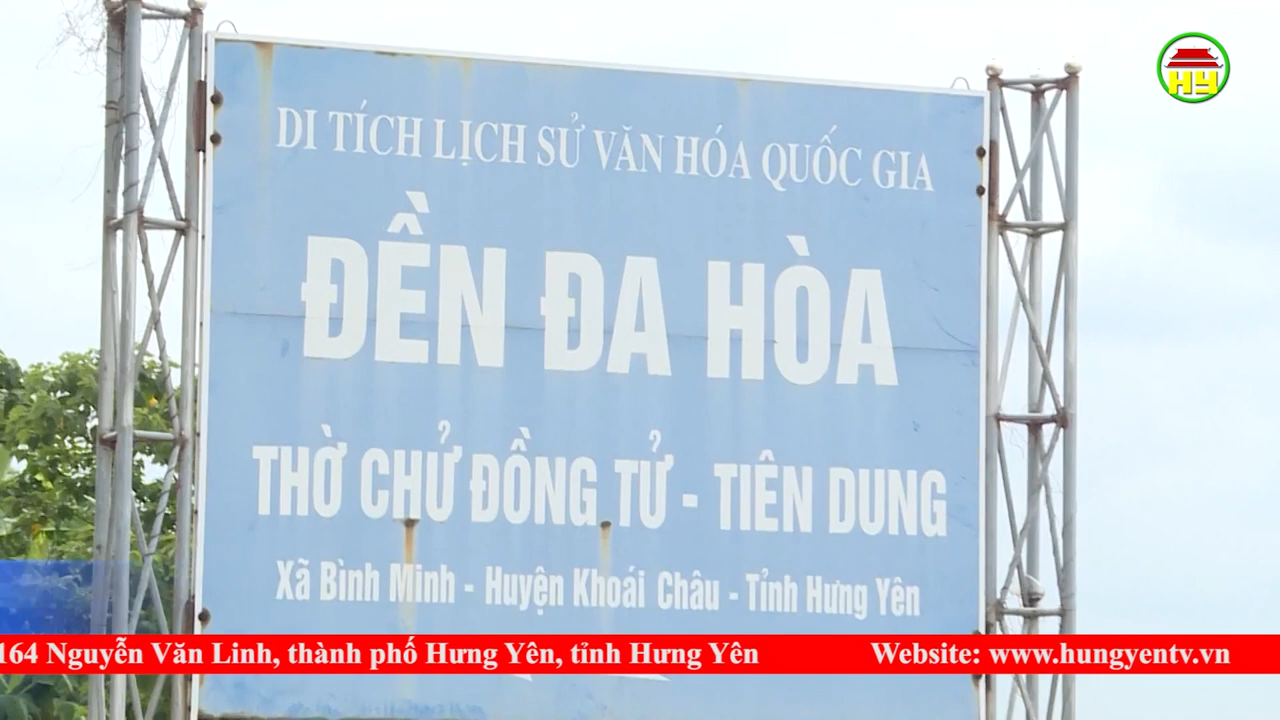 HY
DI TÍCH LỊCH SỬ VĂN HÓA QUỐC GIA
ĐỀN ĐA HÒA
THỜ CHỬ ĐỒNG TỬ - TIÊN DUNG
Xã Bình Minh - Huyện Khoái Châu - Tỉnh Hưng Yên
164 Nguyễn Văn Linh, thành phố Hưng Yên, tỉnh Hưng Yên Website: www.hungyentv.vn